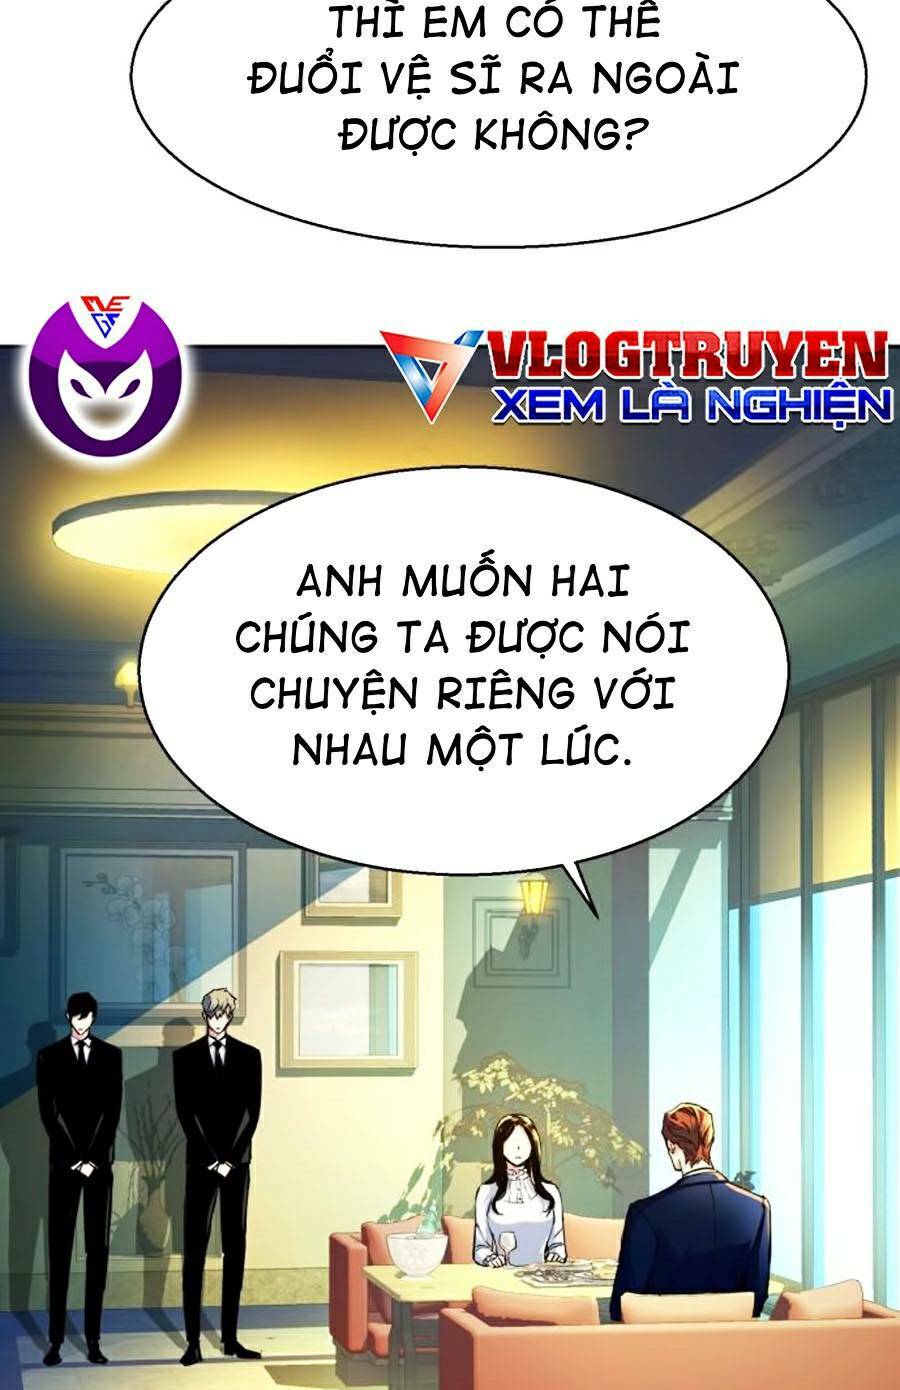 THÌ EM CÓ THỂ
ĐUỔI VỆ SĨ RA NGOÀI
ĐƯỢC KHÔNG?
MEGF
VLOGTRUYEN
XEM LÀ NGHIỆN
ANH MUỐN HAI
CHÚNG TA ĐƯỢC NÓI
CHUYỆN RIÊNG VỚI
NHAU MỘT LÚC.